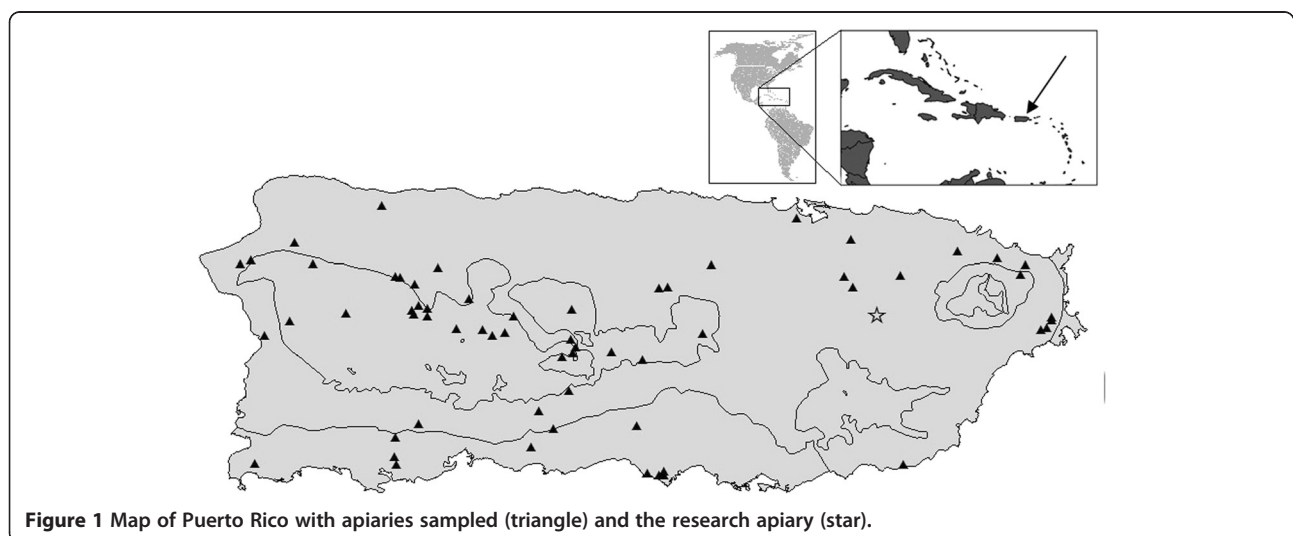 Figure 1 Map of Puerto Rico with apiaries sampled (triangle) and the research apiary (star).